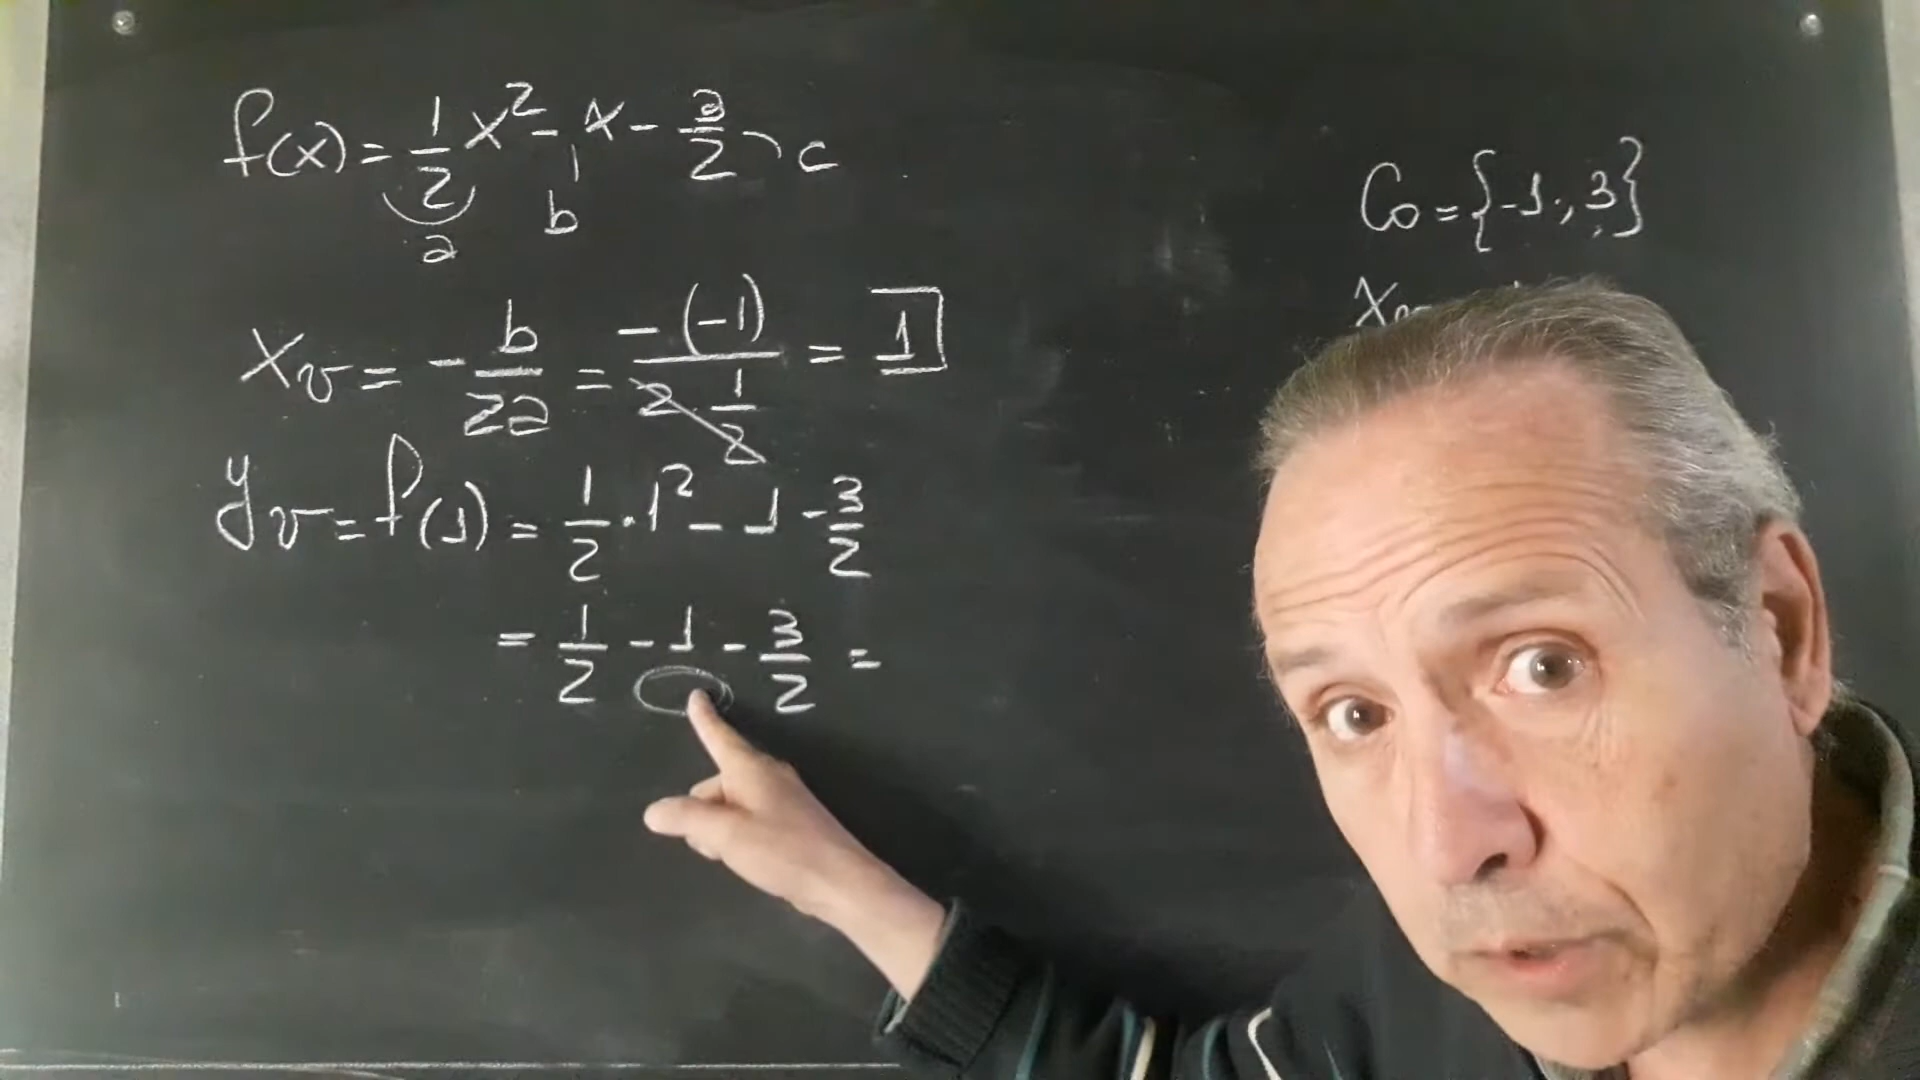 f(x) = 1/2 x² - x - 3/2 c
a b
xv = - b/2a = -(-1)/2 1/2 = 1
yv = f(1) = 1/2 · 1² - 1 - 3/2
= 1/2 - 1 - 3/2 =
C0 = {-1 ; 3}
xv